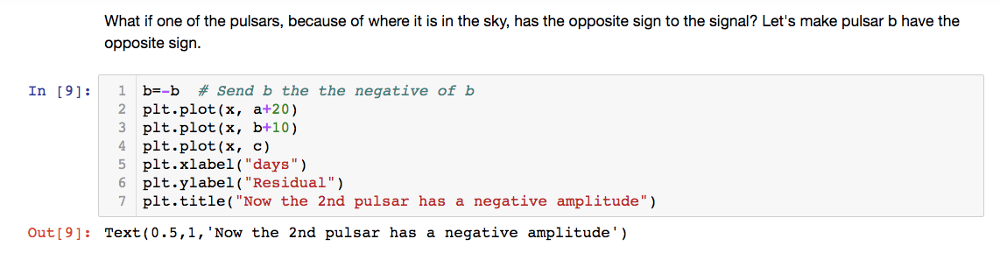 What if one of the pulsars, because of where it is in the sky, has the opposite sign to the signal? Let's make pulsar b have the
opposite sign.
In [9]:
1 b=-b  # Send b the the negative of b
2 plt.plot(x, a+20)
3 plt.plot(x, b+10)
4 plt.plot(x, c)
5 plt.xlabel("days")
6 plt.ylabel("Residual")
7 plt.title("Now the 2nd pulsar has a negative amplitude")
Out[9]: Text(0.5,1,'Now the 2nd pulsar has a negative amplitude')